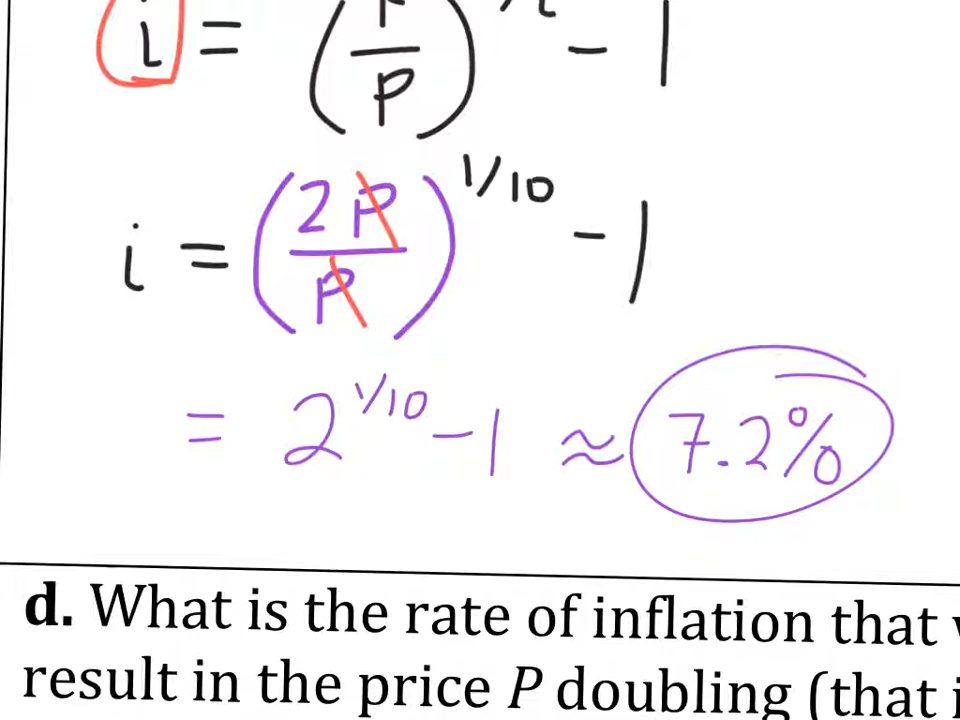 i = (F/P) - 1
i = (2P/P)^1/10 - 1
= 2^1/10 - 1 ≈ 7.2%
d. What is the rate of inflation that
result in the price P doubling (that i